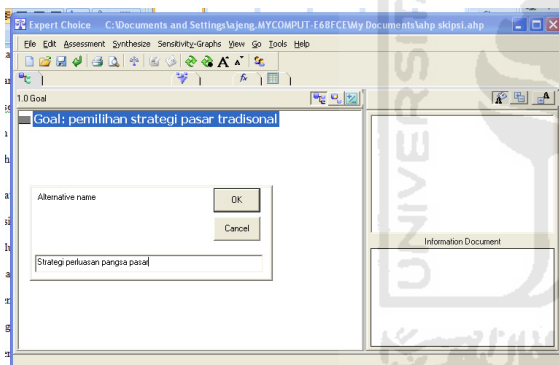 Expert Choice C:\Documents and Settings\ajeng.MYCOMPUT-E68FCE\My Documents\ahp skipsi.ahp
File Edit Assessment Synthesize Sensitivity-Graphs View Go Tools Help
1.0 Goal
Goal: pemilihan strategi pasar tradisonal
Alternative name
OK
Cancel
Strategi perluasan pangsa pasar
Information Document